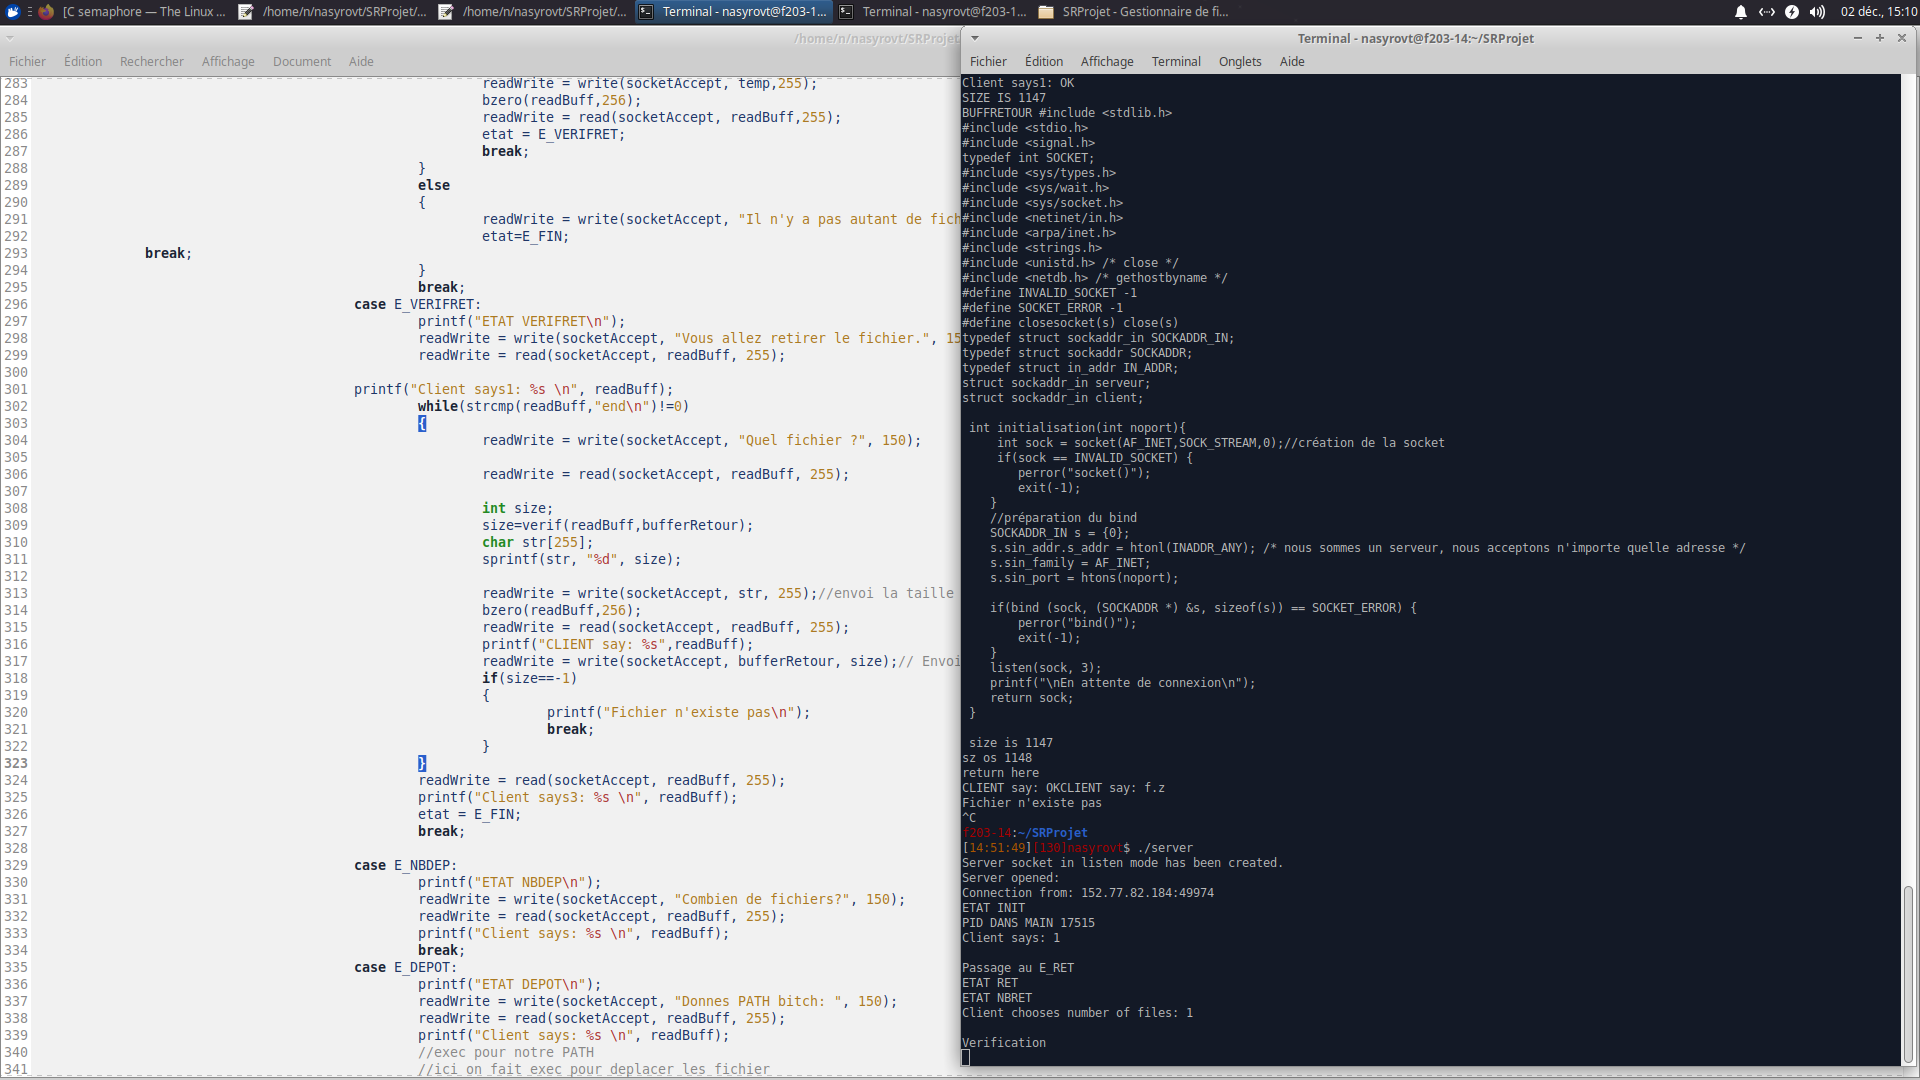 [C semaphore — The Linux ...
/home/n/nasyrovt/SRProjet/...
/home/n/nasyrovt/SRProjet/...
Terminal - nasyrovt@f203-1...
Terminal - nasyrovt@f203-1...
SRProjet - Gestionnaire de fi...
02 déc., 15:10
/home/n/nasyrovt/SRProjet
Fichier Édition Rechercher Affichage Document Aide
283 readWrite = write(socketAccept, temp,255);
284 bzero(readBuff,256);
285 readWrite = read(socketAccept, readBuff,255);
286 etat = E_VERIFRET;
287 break;
288 }
289 else
290 {
291 readWrite = write(socketAccept, "Il n'y a pas autant de fich
292 etat=E_FIN;
293 break;
294 }
295 break;
296 case E_VERIFRET:
297 printf("ETAT VERIFRET\n");
298 readWrite = write(socketAccept, "Vous allez retirer le fichier.", 15
299 readWrite = read(socketAccept, readBuff, 255);
300
301 printf("Client says1: %s \n", readBuff);
302 while(strcmp(readBuff,"end\n")!=0)
303 {
304 readWrite = write(socketAccept, "Quel fichier ?", 150);
305
306 readWrite = read(socketAccept, readBuff, 255);
307
308 int size;
309 size=verif(readBuff,bufferRetour);
310 char str[255];
311 sprintf(str, "%d", size);
312
313 readWrite = write(socketAccept, str, 255);//envoi la taille
314 bzero(readBuff,256);
315 readWrite = read(socketAccept, readBuff, 255);
316 printf("CLIENT say: %s",readBuff);
317 readWrite = write(socketAccept, bufferRetour, size);// Envoi
318 if(size==-1)
319 {
320 printf("Fichier n'existe pas\n");
321 break;
322 }
323 }
324 readWrite = read(socketAccept, readBuff, 255);
325 printf("Client says3: %s \n", readBuff);
326 etat = E_FIN;
327 break;
328
329 case E_NBDEP:
330 printf("ETAT NBDEP\n");
331 readWrite = write(socketAccept, "Combien de fichiers?", 150);
332 readWrite = read(socketAccept, readBuff, 255);
333 printf("Client says: %s \n", readBuff);
334 break;
335 case E_DEPOT:
336 printf("ETAT DEPOT\n");
337 readWrite = write(socketAccept, "Donnes PATH bitch: ", 150);
338 readWrite = read(socketAccept, readBuff, 255);
339 printf("Client says: %s \n", readBuff);
340 //exec pour notre PATH
341 //ici on fait exec pour deplacer les fichier
Terminal - nasyrovt@f203-14:~/SRProjet
Fichier Édition Affichage Terminal Onglets Aide
Client says1: OK
SIZE IS 1147
BUFFRETOUR #include <stdlib.h>
#include <stdio.h>
#include <signal.h>
typedef int SOCKET;
#include <sys/types.h>
#include <sys/wait.h>
#include <sys/socket.h>
#include <netinet/in.h>
#include <arpa/inet.h>
#include <strings.h>
#include <unistd.h> /* close */
#include <netdb.h> /* gethostbyname */
#define INVALID_SOCKET -1
#define SOCKET_ERROR -1
#define closesocket(s) close(s)
typedef struct sockaddr_in SOCKADDR_IN;
typedef struct sockaddr SOCKADDR;
typedef struct in_addr IN_ADDR;
struct sockaddr_in serveur;
struct sockaddr_in client;
int initialisation(int noport){
int sock = socket(AF_INET,SOCK_STREAM,0);//création de la socket
if(sock == INVALID_SOCKET) {
perror("socket()");
exit(-1);
}
//préparation du bind
SOCKADDR_IN s = {0};
s.sin_addr.s_addr = htonl(INADDR_ANY); /* nous sommes un serveur, nous acceptons n'importe quelle adresse */
s.sin_family = AF_INET;
s.sin_port = htons(noport);
if(bind (sock, (SOCKADDR *) &s, sizeof(s)) == SOCKET_ERROR) {
perror("bind()");
exit(-1);
}
listen(sock, 3);
printf("\nEn attente de connexion\n");
return sock;
}
size is 1147
sz os 1148
return here
CLIENT say: OKCLIENT say: f.z
Fichier n'existe pas
^C
f203-14:~/SRProjet
[14:51:49][130]nasyrovt$ ./server
Server socket in listen mode has been created.
Server opened:
Connection from: 152.77.82.184:49974
ETAT INIT
PID DANS MAIN 17515
Client says: 1
Passage au E_RET
ETAT RET
ETAT NBRET
Client chooses number of files: 1
Verification